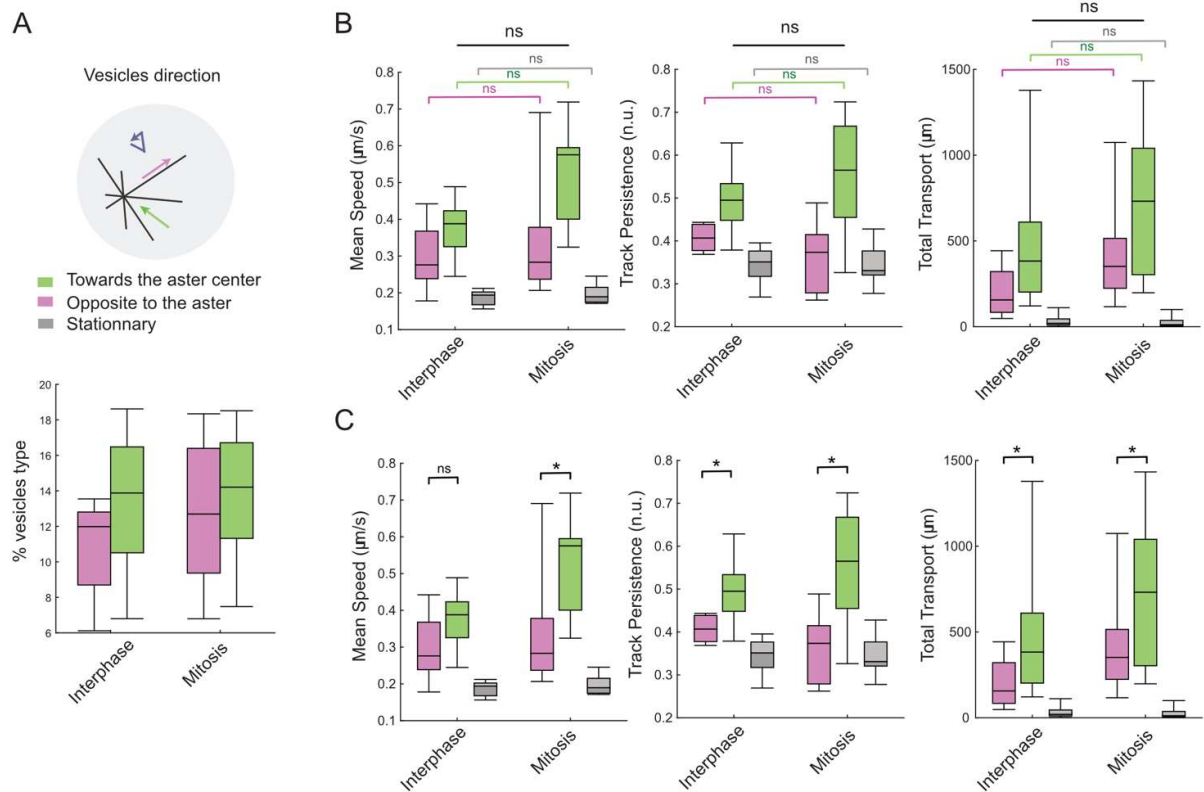 A
Vesicles direction
Towards the aster center
Opposite to the aster
Stationnary
% vesicles type
20
18
16
14
12
10
8
6
Interphase
Mitosis
B
ns
ns
ns
ns
Mean Speed (µm/s)
0.8
0.7
0.6
0.5
0.4
0.3
0.2
0.1
Interphase
Mitosis
ns
ns
ns
ns
Track Persistence (n.u.)
0.8
0.7
0.6
0.5
0.4
0.3
0.2
Interphase
Mitosis
ns
ns
ns
ns
Total Transport (µm)
1500
1000
500
0
Interphase
Mitosis
C
ns
*
Mean Speed (µm/s)
0.8
0.7
0.6
0.5
0.4
0.3
0.2
0.1
Interphase
Mitosis
*
*
Track Persistence (n.u.)
0.8
0.7
0.6
0.5
0.4
0.3
0.2
Interphase
Mitosis
*
*
Total Transport (µm)
1500
1000
500
0
Interphase
Mitosis